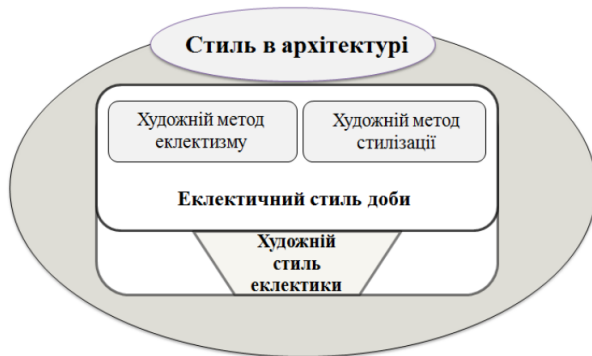 Стиль в архітектурі
Художній метод
еклектизму
Художній метод
стилізації
Еклектичний стиль доби
Художній
стиль
еклектики